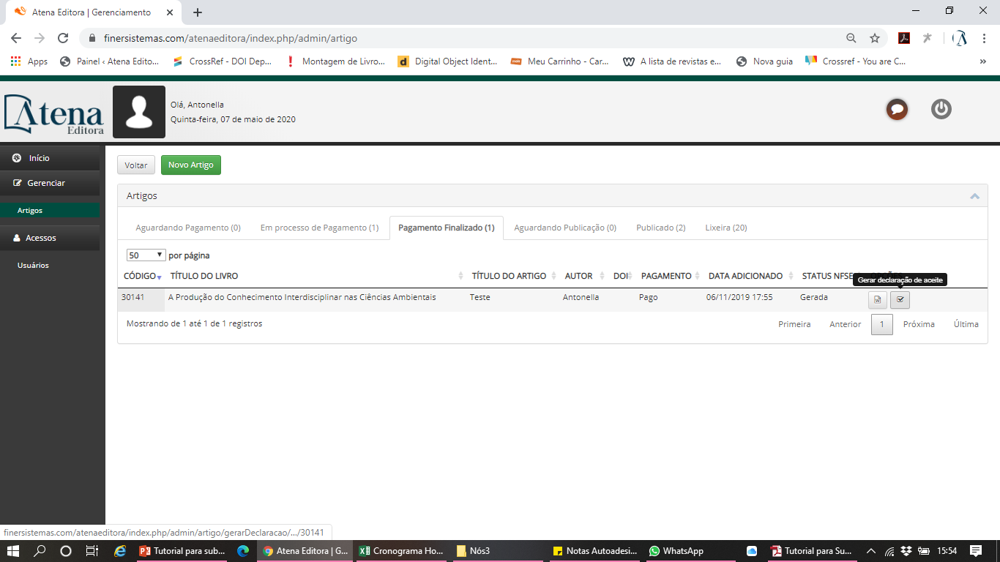 Atena Editora | Gerenciamento
finersistemas.com/atenaeditora/index.php/admin/artigo
Apps
Painel ‹ Atena Edito...
CrossRef - DOI Dep...
Montagem de Livro...
Digital Object Ident...
Meu Carrinho - Car...
A lista de revistas e...
Nova guia
Crossref - You are C...
»
Atena
Editora
Olá, Antonella
Quinta-feira, 07 de maio de 2020
Início
Gerenciar
Artigos
Acessos
Usuários
Voltar
Novo Artigo
Artigos
Aguardando Pagamento (0)
Em processo de Pagamento (1)
Pagamento Finalizado (1)
Aguardando Publicação (0)
Publicado (2)
Lixeira (20)
50 por página
Gerar declaração de aceite
CÓDIGO TÍTULO DO LIVRO TÍTULO DO ARTIGO AUTOR DOI PAGAMENTO DATA ADICIONADO STATUS NFSE OPÇÕES
30141 A Produção do Conhecimento Interdisciplinar nas Ciências Ambientais Teste Antonella Pago 06/11/2019 17:55 Gerada
Mostrando de 1 até 1 de 1 registros
Primeira Anterior 1 Próxima Última
finersistemas.com/atenaeditora/index.php/admin/artigo/gerarDeclaracao/.../30141
Tutorial para sub...
Atena Editora | G...
Cronograma Ho...
Nós3
Notas Autoadesi...
WhatsApp
Tutorial para Su...
15:54